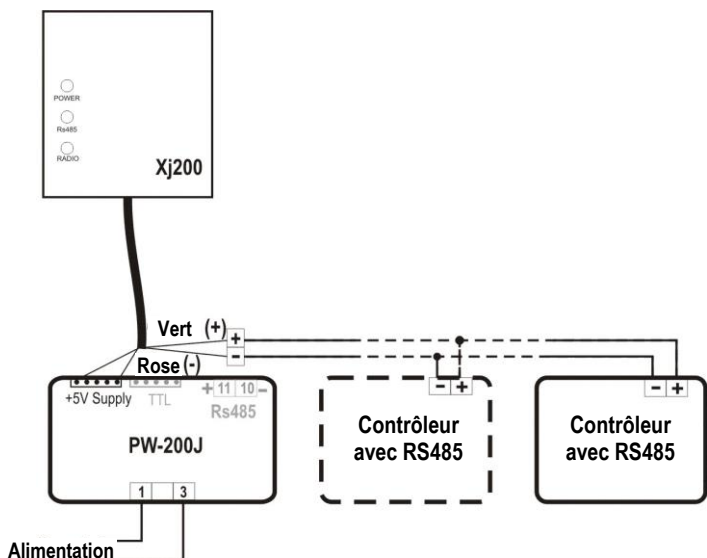 POWER
Rs485
RADIO
Xj200
Vert (+)
+
Rose (-)
-
+5V Supply
TTL
+ 11 10 -
Rs485
PW-200J
1 3
- +
Contrôleur
avec RS485
- +
Contrôleur
avec RS485
Alimentation